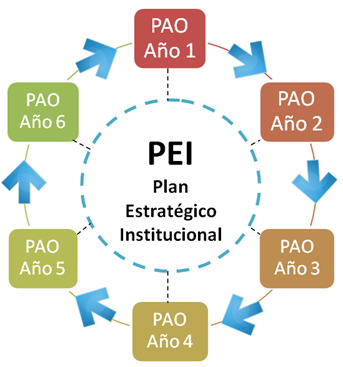 PAO
Año 1
PAO
Año 2
PAO
Año 3
PAO
Año 4
PAO
Año 5
PAO
Año 6
PEI
Plan
Estratégico
Institucional